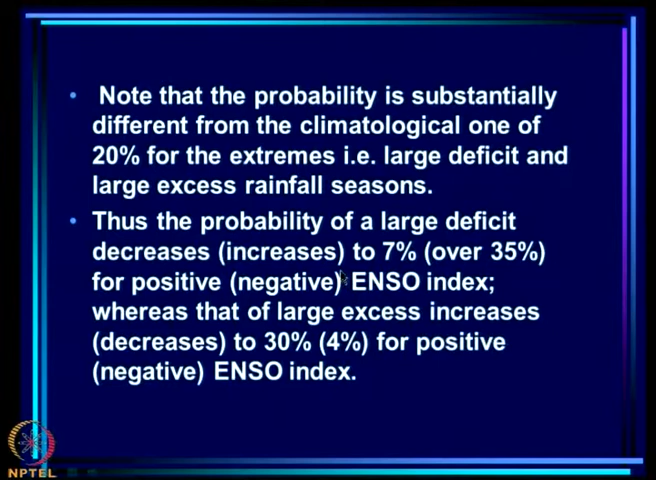 • Note that the probability is substantially
different from the climatological one of
20% for the extremes i.e. large deficit and
large excess rainfall seasons.
• Thus the probability of a large deficit
decreases (increases) to 7% (over 35%)
for positive (negative) ENSO index;
whereas that of large excess increases
(decreases) to 30% (4%) for positive
(negative) ENSO index.
NPTEL